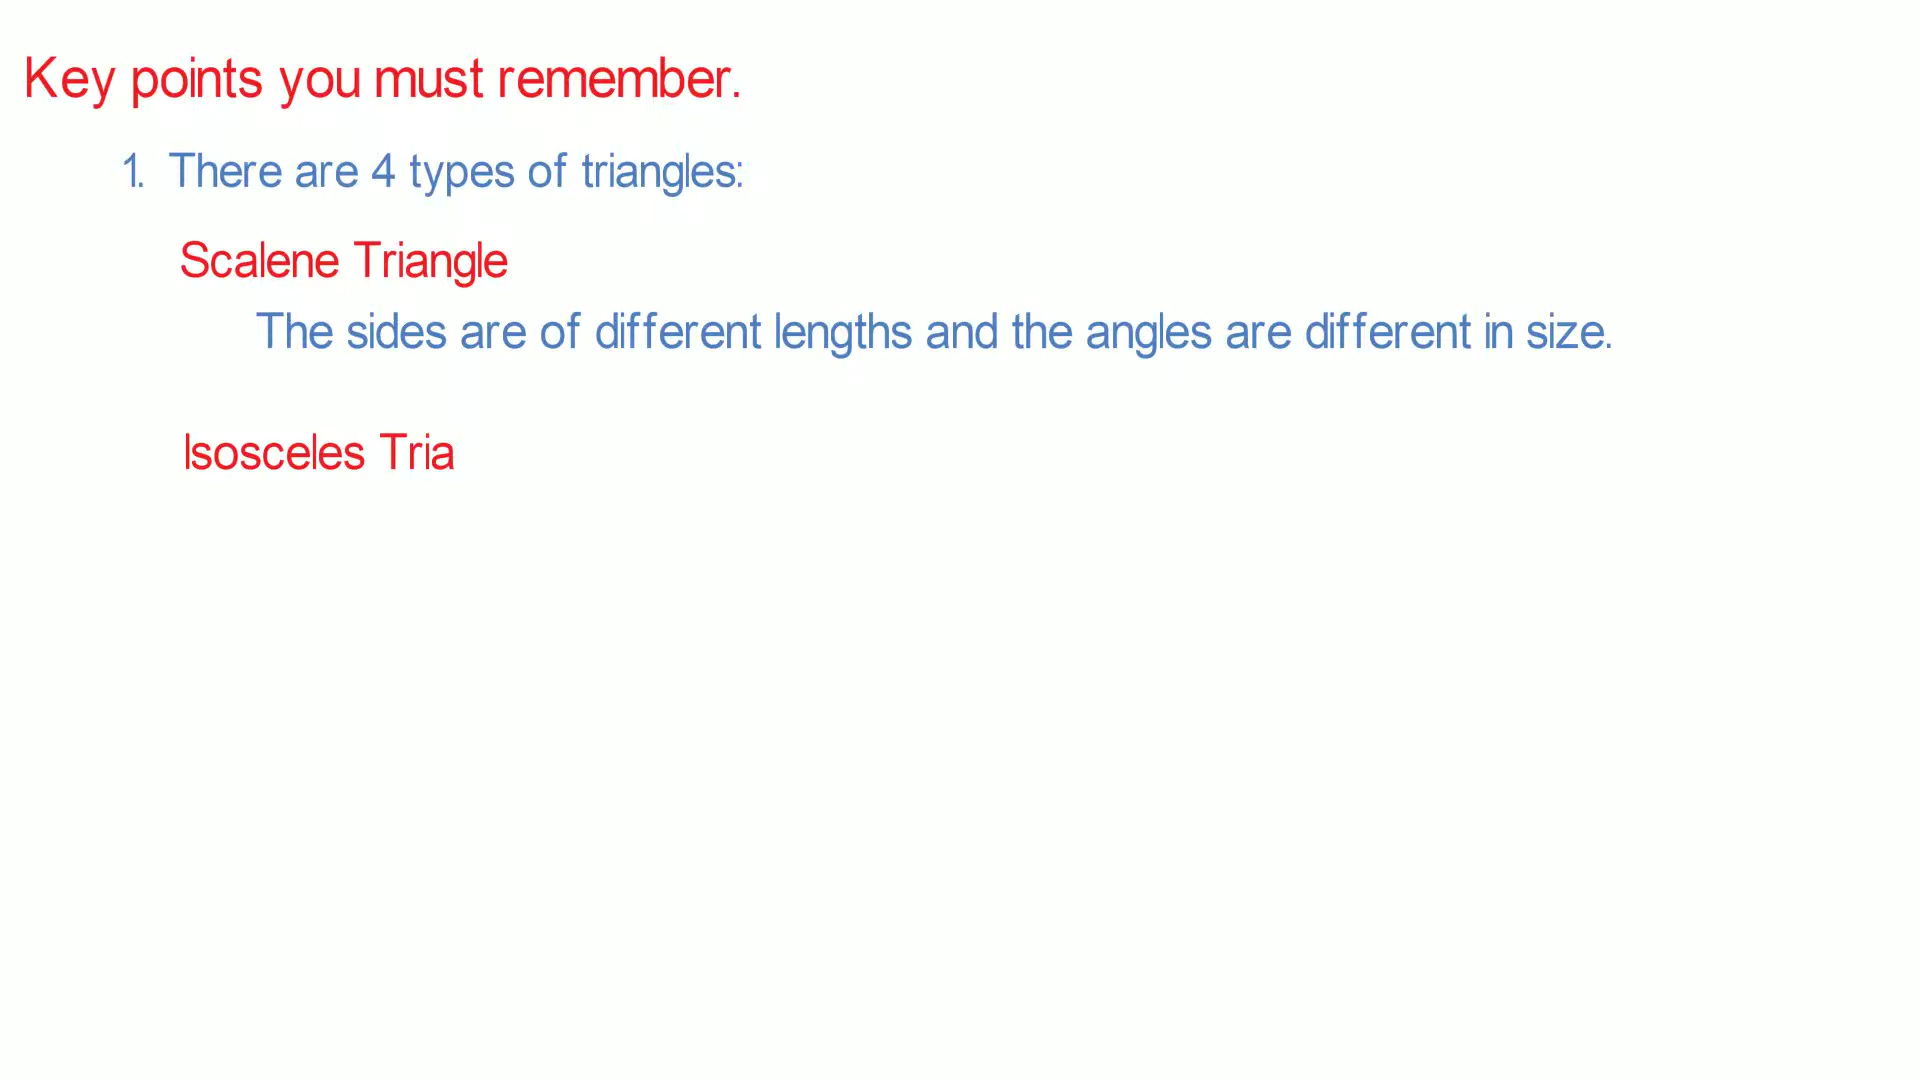 Key points you must remember.
1. There are 4 types of triangles:
Scalene Triangle
The sides are of different lengths and the angles are different in size.
Isosceles Tria